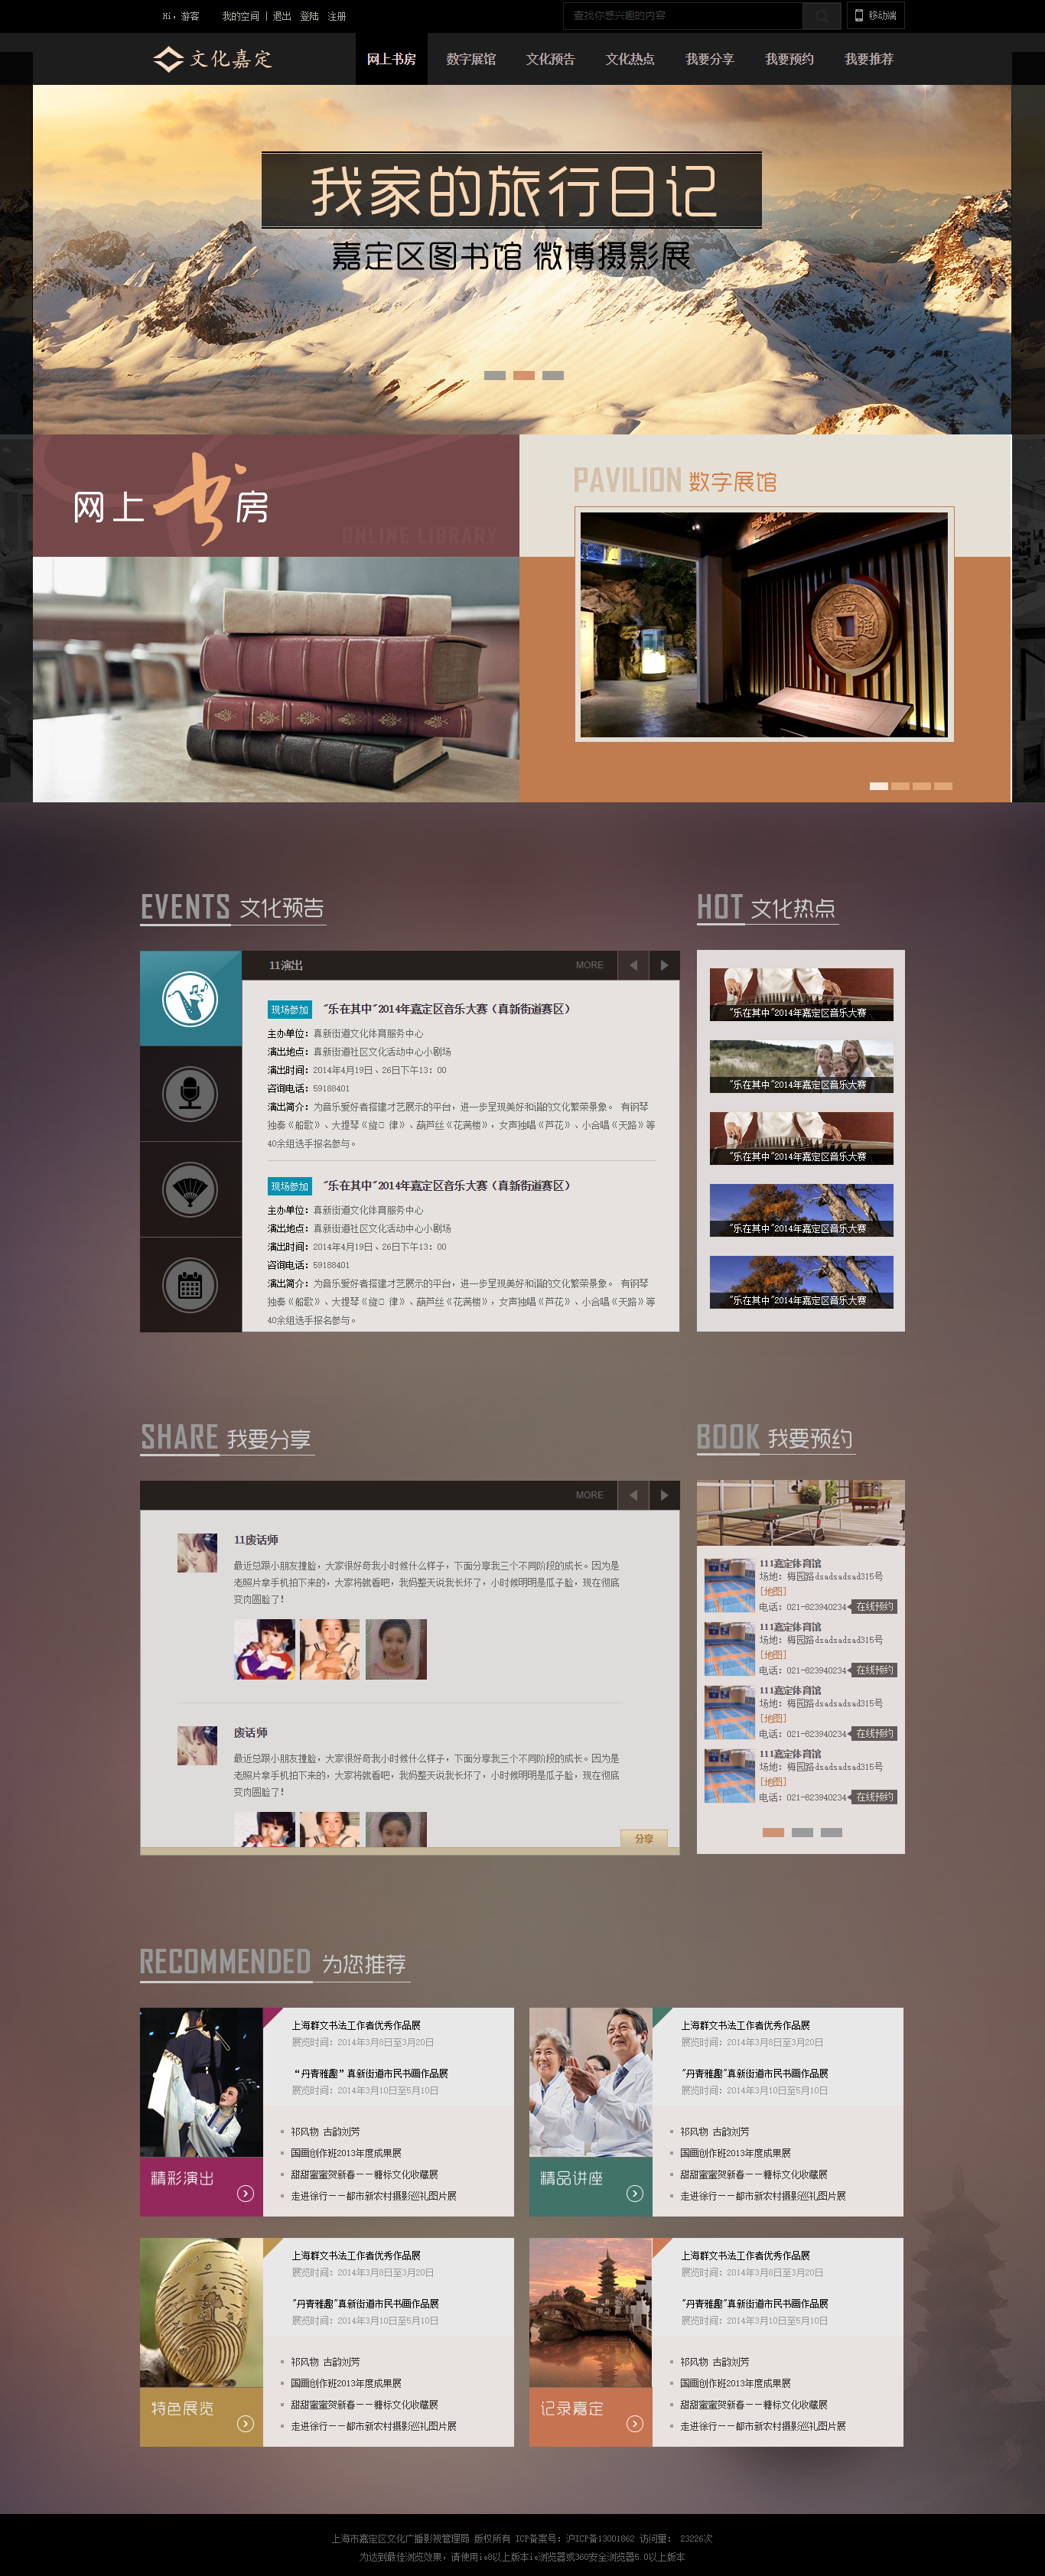 Hi，游客 我的空间 | 退出 登陆 注册
查找你感兴趣的内容
移动端
文化嘉定
网上书房 数字展馆 文化预告 文化热点 我要分享 我要预约 我要推荐
我家的旅行日记
嘉定区图书馆 微博摄影展
网上书房
ONLINE LIBRARY
PAVILION 数字展馆
EVENTS 文化预告
11演出 MORE
现场参加 "乐在其中"2014年嘉定区音乐大赛（真新街道赛区）
主办单位：真新街道文化体育服务中心
演出地点：真新街道社区文化活动中心小剧场
演出时间：2014年4月19日、26日下午13：00
咨询电话：59188401
演出简介：为音乐爱好者搭建才艺展示的平台，进一步呈现美好和谐的文化繁荣景象。 有钢琴
独奏《船歌》、大提琴《旋□ 律》、葫芦丝《花满楼》，女声独唱《芦花》、小合唱《天路》等
40余组选手报名参与。
现场参加 "乐在其中"2014年嘉定区音乐大赛（真新街道赛区）
主办单位：真新街道文化体育服务中心
演出地点：真新街道社区文化活动中心小剧场
演出时间：2014年4月19日、26日下午13：00
咨询电话：59188401
演出简介：为音乐爱好者搭建才艺展示的平台，进一步呈现美好和谐的文化繁荣景象。 有钢琴
独奏《船歌》、大提琴《旋□ 律》、葫芦丝《花满楼》，女声独唱《芦花》、小合唱《天路》等
40余组选手报名参与。
HOT 文化热点
"乐在其中"2014年嘉定区音乐大赛
"乐在其中"2014年嘉定区音乐大赛
"乐在其中"2014年嘉定区音乐大赛
"乐在其中"2014年嘉定区音乐大赛
"乐在其中"2014年嘉定区音乐大赛
SHARE 我要分享
MORE
11废话师
最近总跟小朋友撞脸，大家很好奇我小时候什么样子，下面分享我三个不同阶段的成长。因为是
老照片拿手机拍下来的，大家将就看吧，我妈整天说我长坏了，小时候明明是瓜子脸，现在彻底
变肉圆脸了！
废话师
最近总跟小朋友撞脸，大家很好奇我小时候什么样子，下面分享我三个不同阶段的成长。因为是
老照片拿手机拍下来的，大家将就看吧，我妈整天说我长坏了，小时候明明是瓜子脸，现在彻底
变肉圆脸了！
分享
BOOK 我要预约
111嘉定体育馆
场地：梅园路dsadsadsad315号
[地图]
电话：021-623940234 在线预约
111嘉定体育馆
场地：梅园路dsadsadsad315号
[地图]
电话：021-623940234 在线预约
111嘉定体育馆
场地：梅园路dsadsadsad315号
[地图]
电话：021-623940234 在线预约
111嘉定体育馆
场地：梅园路dsadsadsad315号
[地图]
电话：021-623940234 在线预约
RECOMMENDED 为您推荐
上海群文书法工作者优秀作品展
展览时间：2014年3月8日至3月20日
“丹青雅趣”真新街道市民书画作品展
展览时间：2014年3月10日至5月10日
祁风物 古韵刘芳
国画创作班2013年度成果展
甜甜蜜蜜贺新春——糖标文化收藏展
走进徐行——都市新农村摄影巡礼图片展
精彩演出
上海群文书法工作者优秀作品展
展览时间：2014年3月8日至3月20日
"丹青雅趣"真新街道市民书画作品展
展览时间：2014年3月10日至5月10日
祁风物 古韵刘芳
国画创作班2013年度成果展
甜甜蜜蜜贺新春——糖标文化收藏展
走进徐行——都市新农村摄影巡礼图片展
精品讲座
上海群文书法工作者优秀作品展
展览时间：2014年3月8日至3月20日
"丹青雅趣"真新街道市民书画作品展
展览时间：2014年3月10日至5月10日
祁风物 古韵刘芳
国画创作班2013年度成果展
甜甜蜜蜜贺新春——糖标文化收藏展
走进徐行——都市新农村摄影巡礼图片展
特色展览
上海群文书法工作者优秀作品展
展览时间：2014年3月8日至3月20日
"丹青雅趣"真新街道市民书画作品展
展览时间：2014年3月10日至5月10日
祁风物 古韵刘芳
国画创作班2013年度成果展
甜甜蜜蜜贺新春——糖标文化收藏展
走进徐行——都市新农村摄影巡礼图片展
记录嘉定
上海市嘉定区文化广播影视管理局 版权所有 ICP备案号：沪ICP备13001862 访问量： 23226次
为达到最佳浏览效果，请使用ie8以上版本ie浏览器或360安全浏览器5.0以上版本